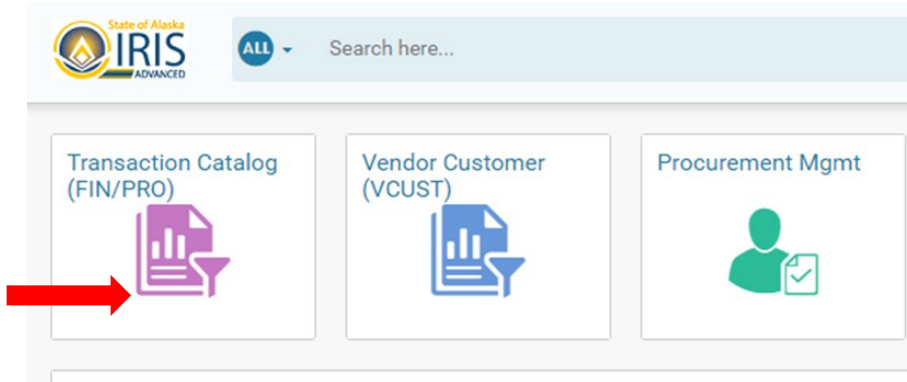 State of Alaska
IRIS
ADVANCED
ALL
Search here...
Transaction Catalog
(FIN/PRO)
Vendor Customer
(VCUST)
Procurement Mgmt